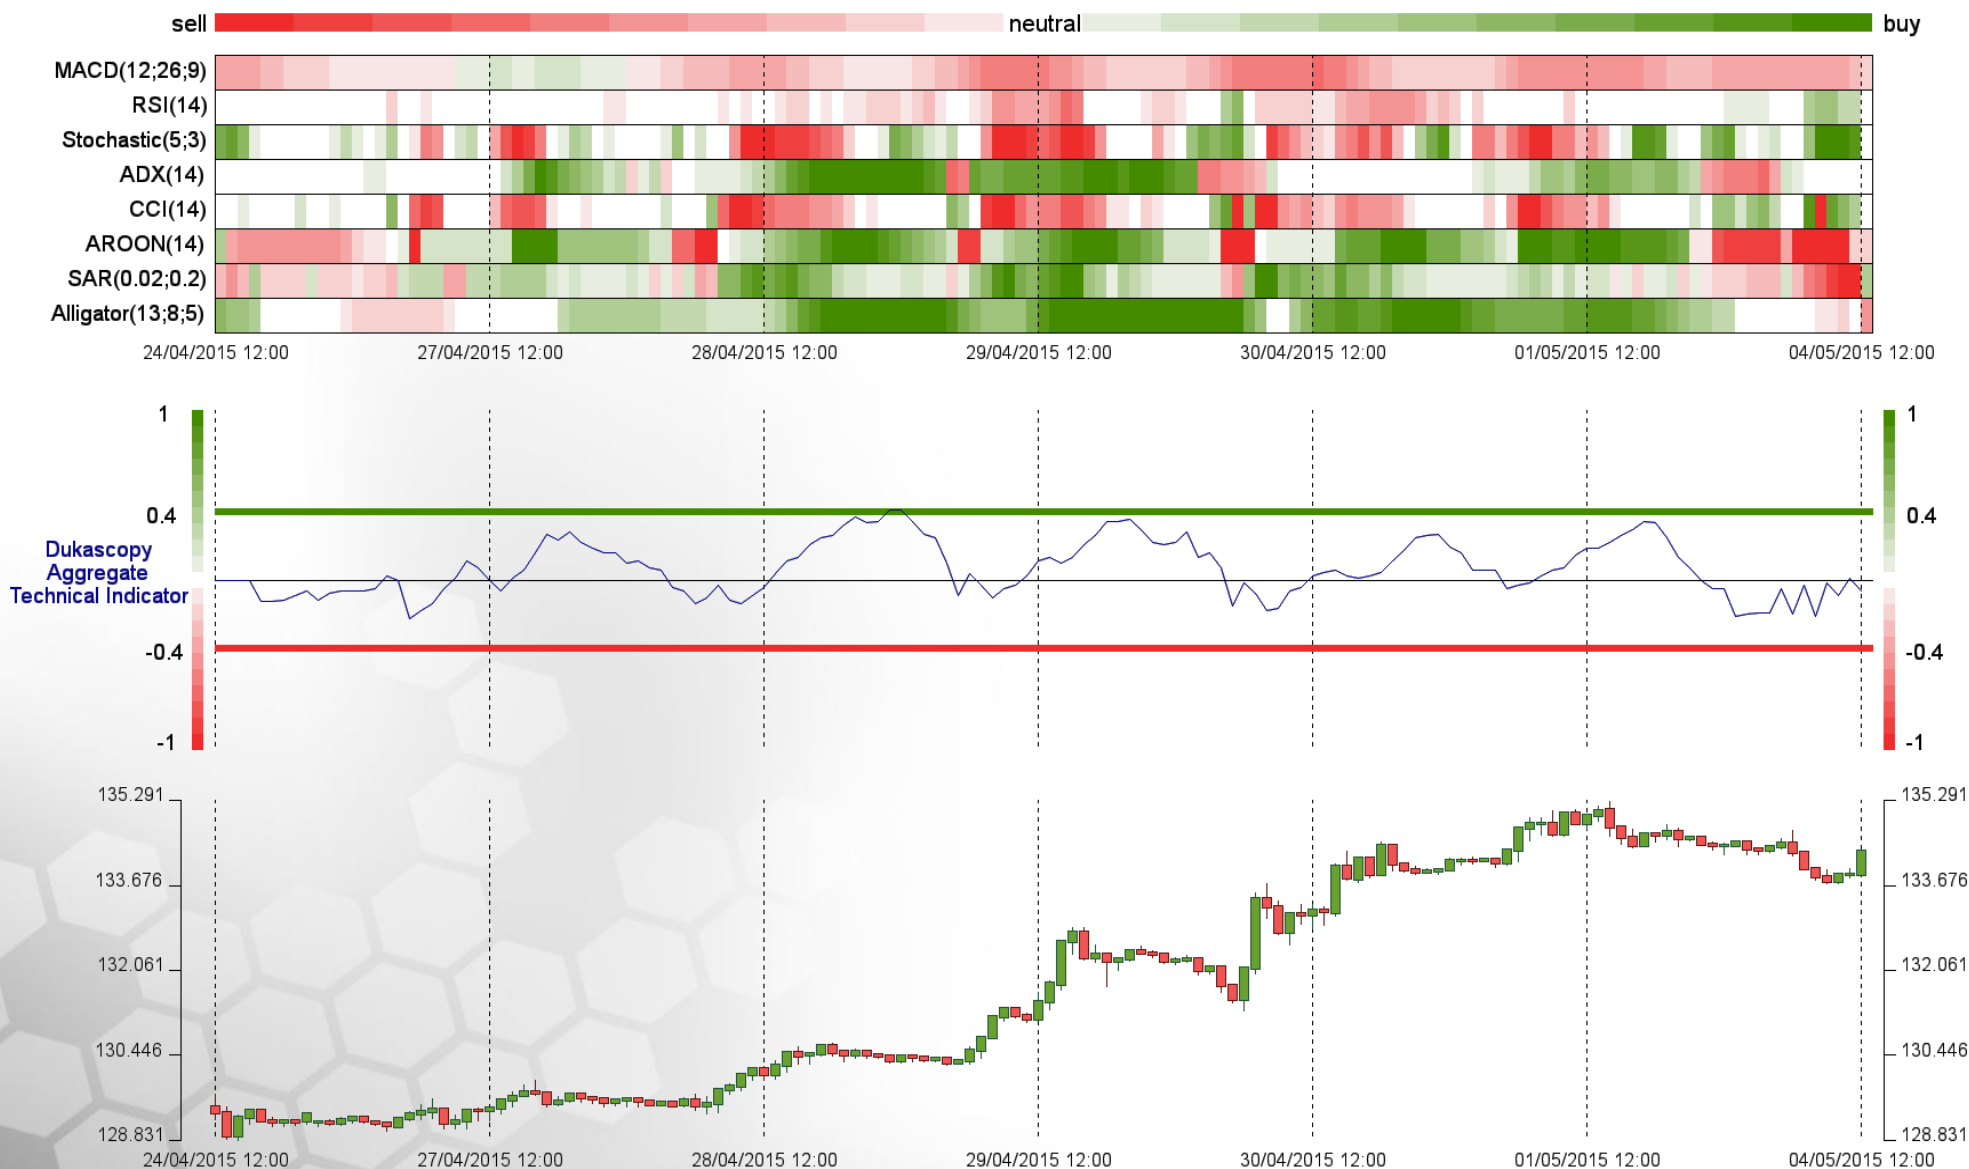 sell neutral buy
MACD(12;26;9)
RSI(14)
Stochastic(5;3)
ADX(14)
CCI(14)
AROON(14)
SAR(0.02;0.2)
Alligator(13;8;5)
24/04/2015 12:00 27/04/2015 12:00 28/04/2015 12:00 29/04/2015 12:00 30/04/2015 12:00 01/05/2015 12:00 04/05/2015 12:00
1 1
0.4 0.4
Dukascopy
Aggregate
Technical Indicator
-0.4 -0.4
-1 -1
135.291 135.291
133.676 133.676
132.061 132.061
130.446 130.446
128.831 128.831
24/04/2015 12:00 27/04/2015 12:00 28/04/2015 12:00 29/04/2015 12:00 30/04/2015 12:00 01/05/2015 12:00 04/05/2015 12:00